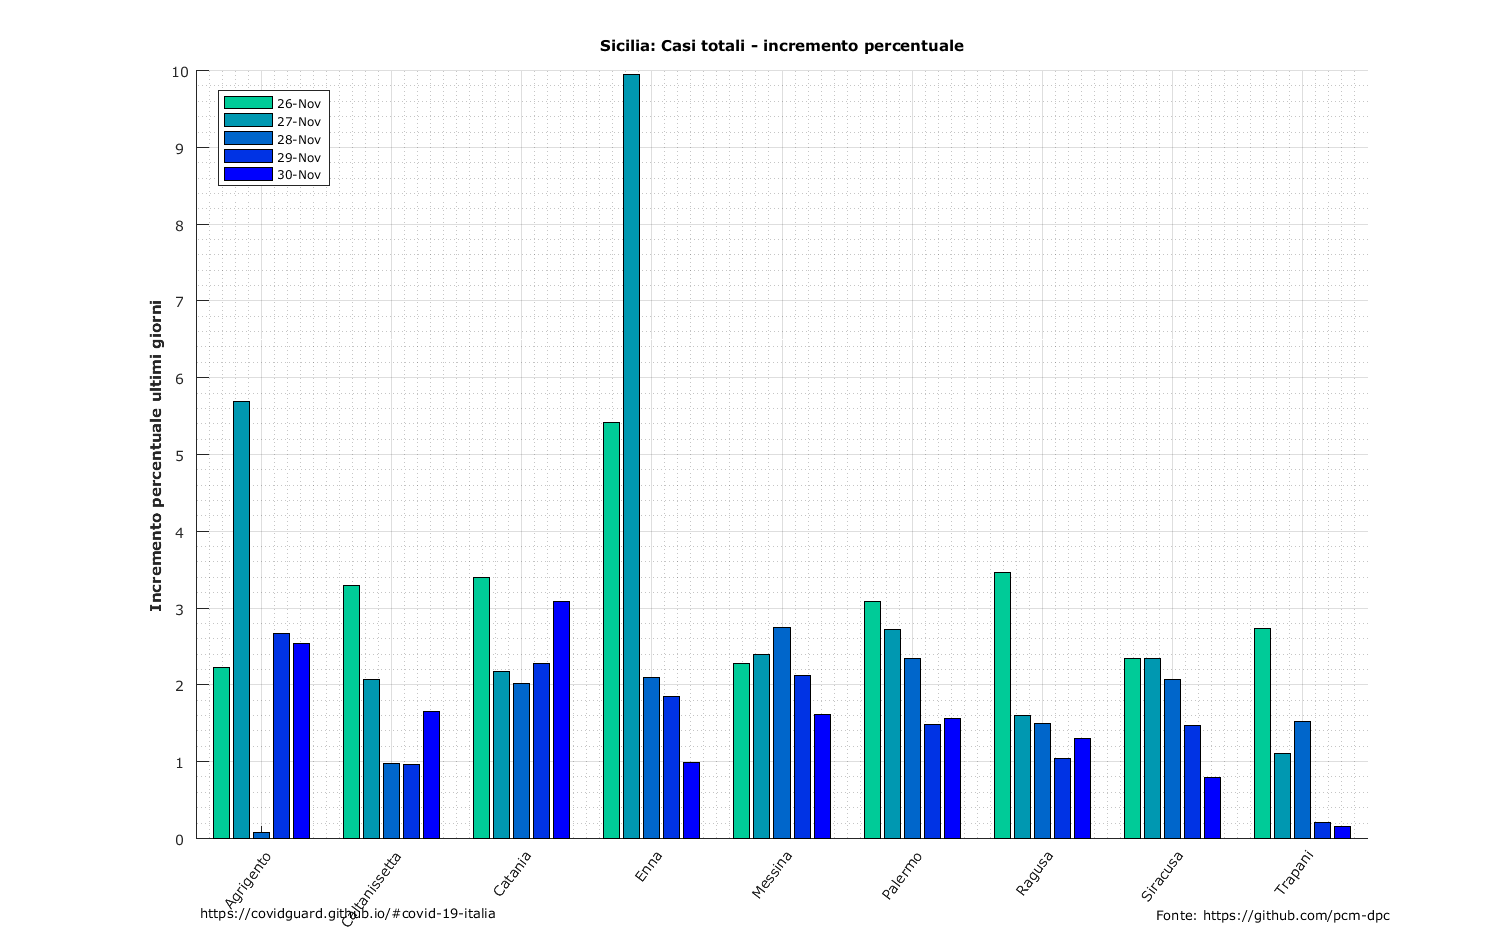 Sicilia: Casi totali - incremento percentuale
Incremento percentuale ultimi giorni
10
9
8
7
6
5
4
3
2
1
0
26-Nov
27-Nov
28-Nov
29-Nov
30-Nov
Agrigento
Caltanissetta
Catania
Enna
Messina
Palermo
Ragusa
Siracusa
Trapani
https://covidguard.github.io/#covid-19-italia
Fonte: https://github.com/pcm-dpc